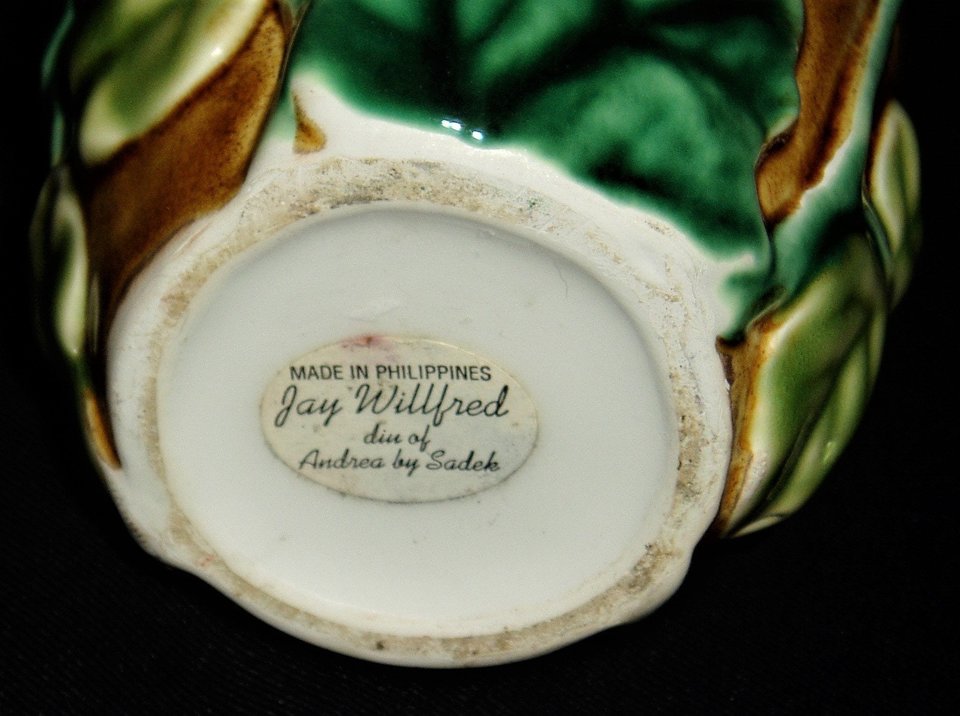 MADE IN PHILIPPINES
Jay Willfred
div of
Andrea by Sadek